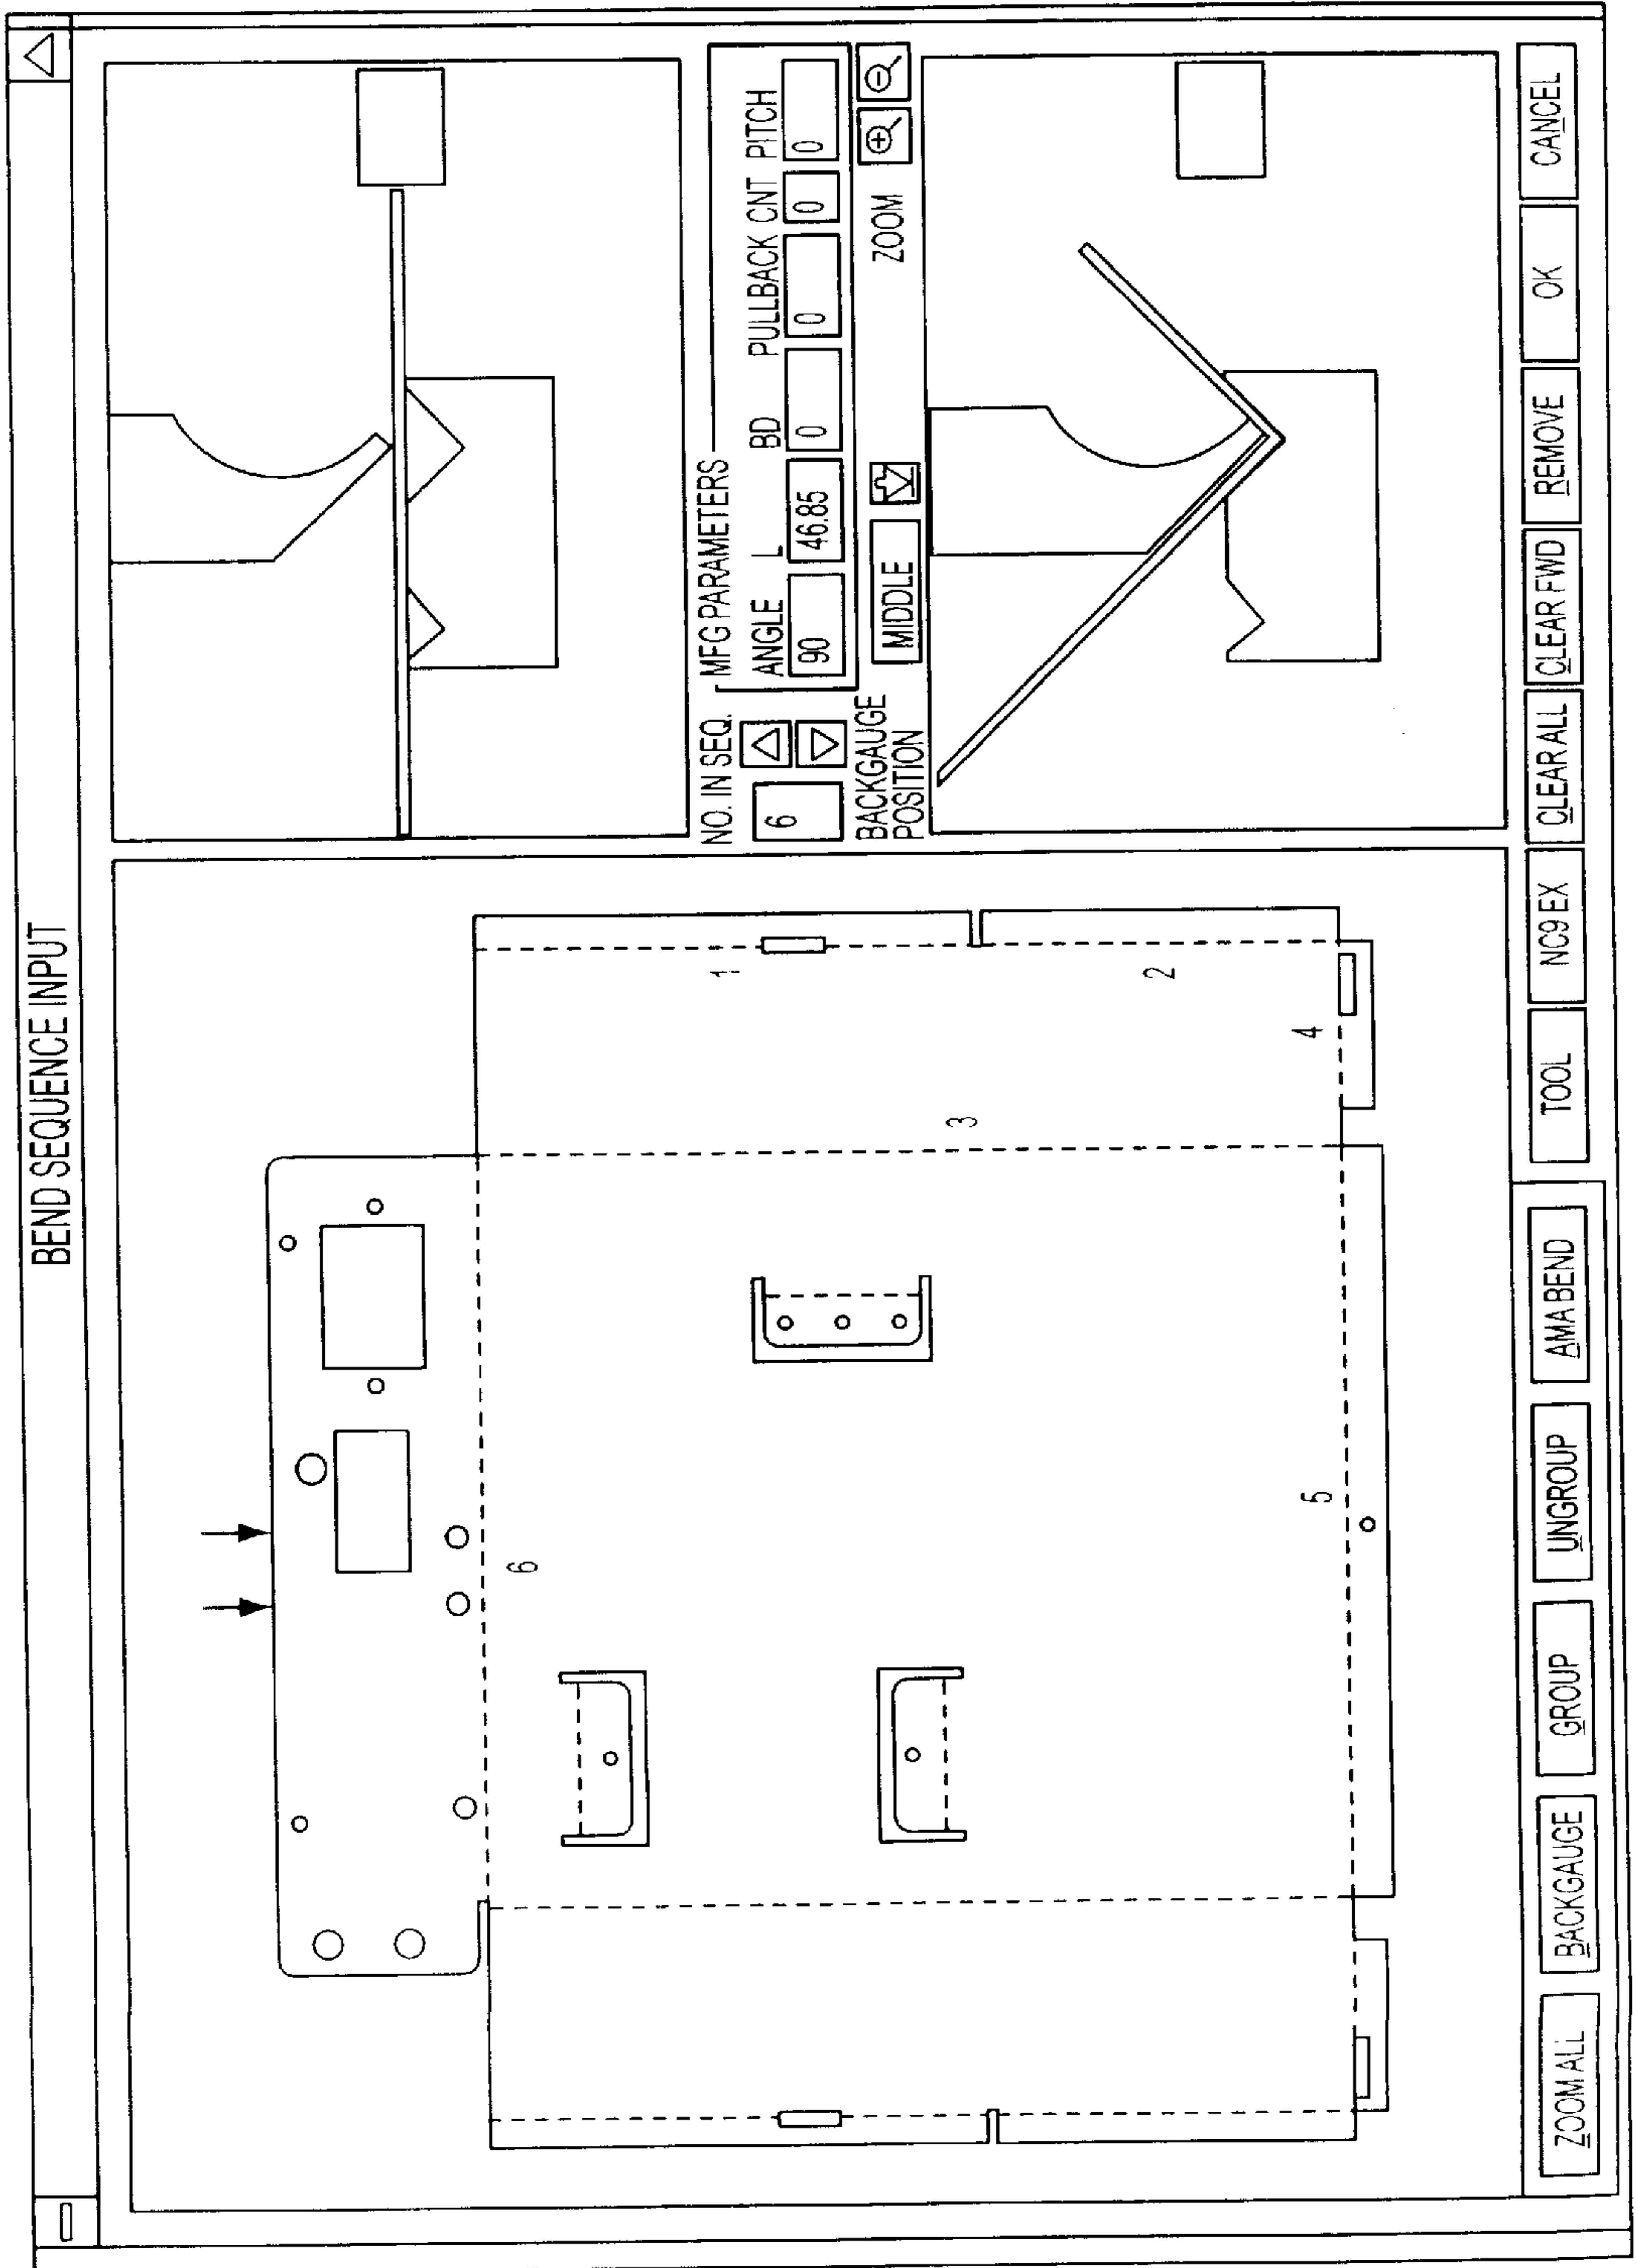 BEND SEQUENCE INPUT
1
2
3
4
5
6
NO. IN SEQ.
6
MFG PARAMETERS
ANGLE L BD PULLBACK CNT PITCH
90 46.85 0 0 0 0
BACKGAUGE
POSITION
MIDDLE
ZOOM
ZOOM ALL BACKGAUGE GROUP UNGROUP AMA BEND TOOL NC9 EX CLEAR ALL CLEAR FWD REMOVE OK CANCEL